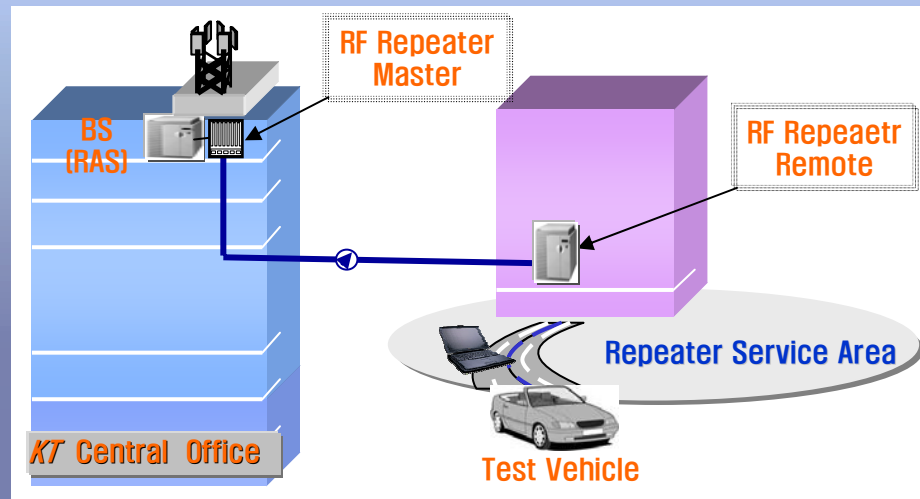 RF Repeater
Master
BS
(RAS)
RF Repeaetr
Remote
Repeater Service Area
KT Central Office
Test Vehicle